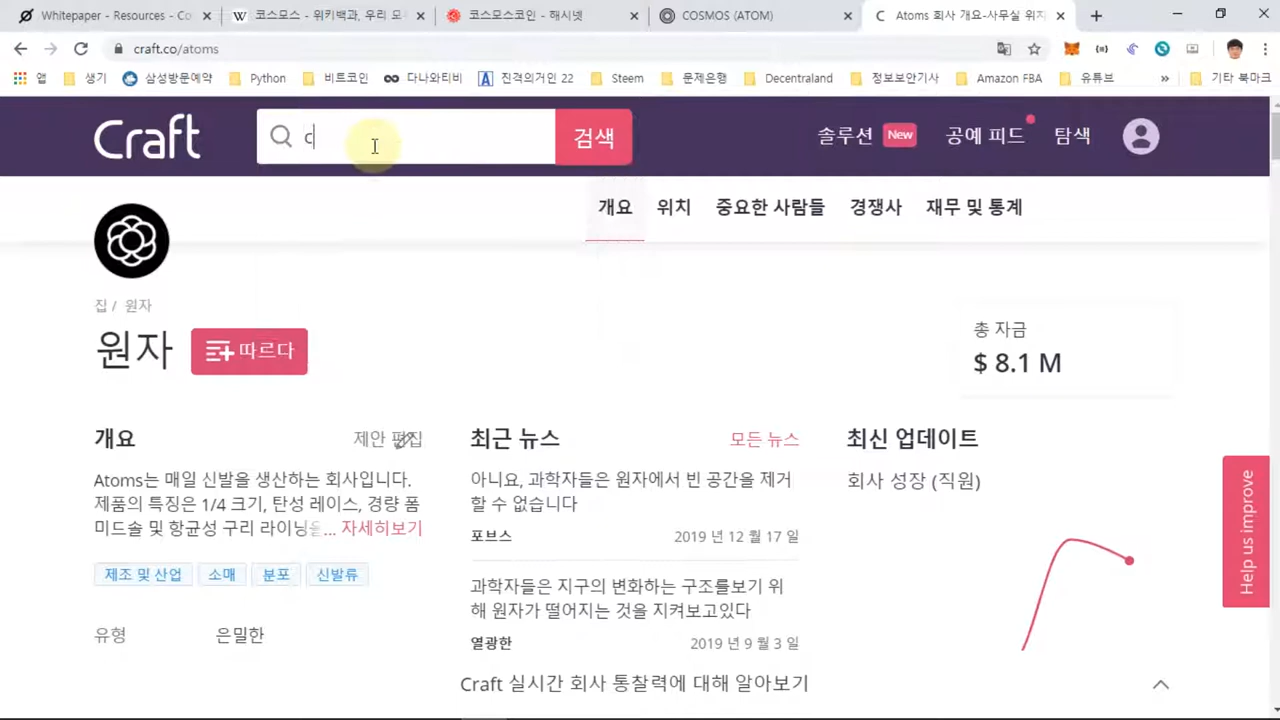 Whitepaper - Resources - Co
코스모스 - 위키백과, 우리 모
코스모스코인 - 해시넷
COSMOS (ATOM)
Atoms 회사 개요-사무실 위자
craft.co/atoms
앱
생기
삼성방문예약
Python
비트코인
다나와티비
진격의거인 22
Steem
문제은행
Decentraland
정보보안기사
Amazon FBA
유튜브
기타 북마크
Craft
c
검색
솔루션 New
공예 피드
탐색
개요
위치
중요한 사람들
경쟁사
재무 및 통계
집 / 원자
원자
따르다
총 자금
$ 8.1 M
개요
제안 편집
Atoms는 매일 신발을 생산하는 회사입니다.
제품의 특징은 1/4 크기, 탄성 레이스, 경량 폼
미드솔 및 항균성 구리 라이닝을... 자세히보기
제조 및 산업
소매
분포
신발류
유형
은밀한
최근 뉴스
모든 뉴스
아니요, 과학자들은 원자에서 빈 공간을 제거
할 수 없습니다
포브스
2019 년 12 월 17 일
과학자들은 지구의 변화하는 구조를보기 위
해 원자가 떨어지는 것을 지켜보고있다
열광한
2019 년 9 월 3 일
최신 업데이트
회사 성장 (직원)
Help us improve
Craft 실시간 회사 통찰력에 대해 알아보기